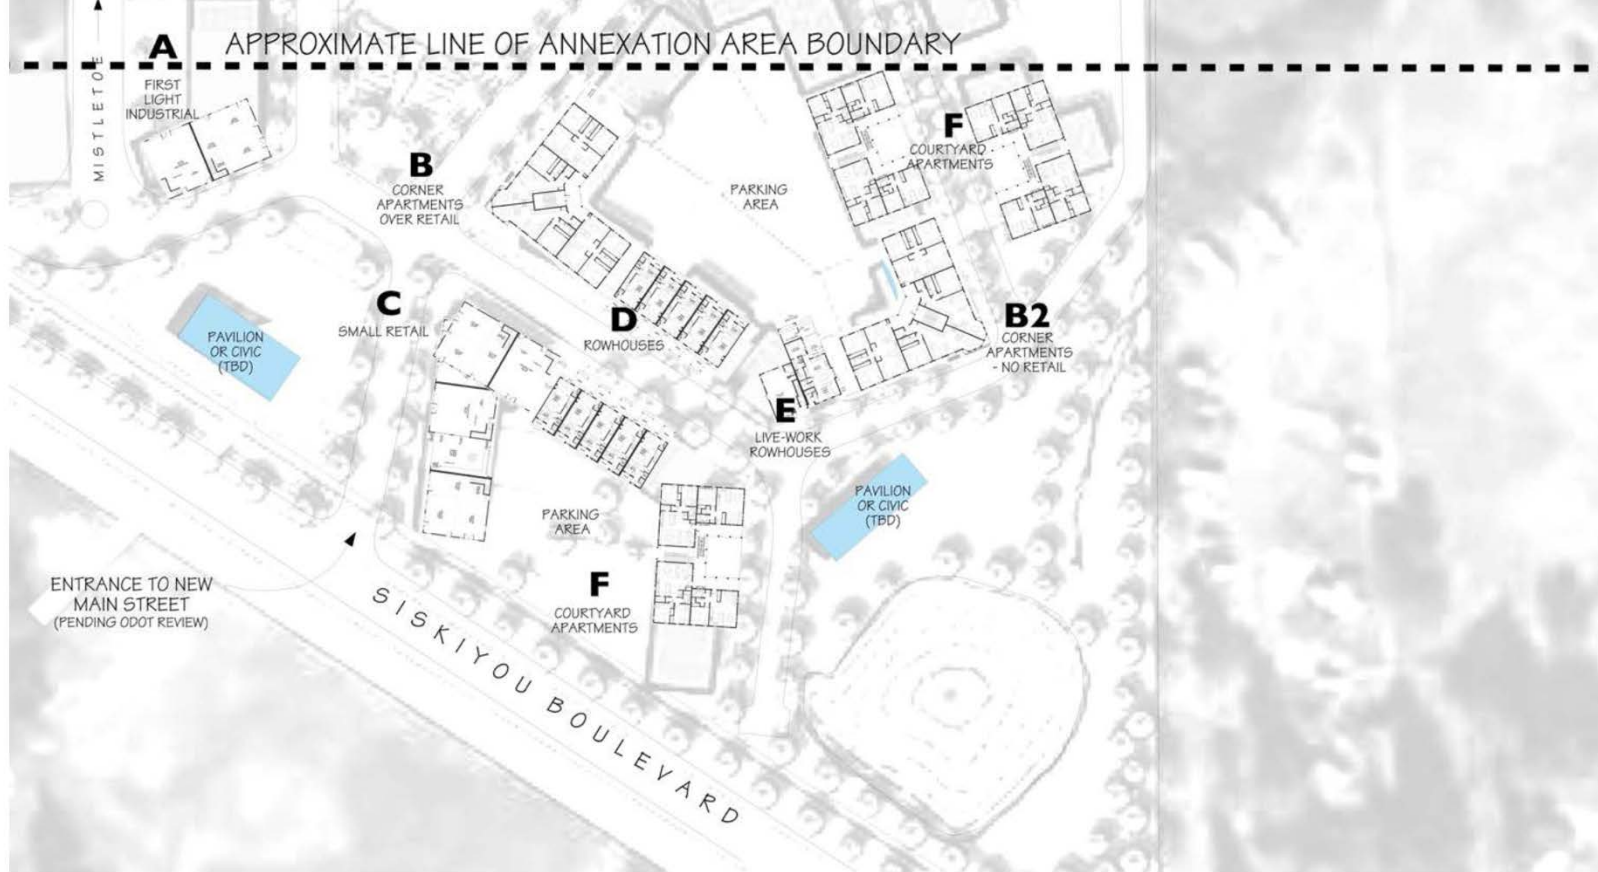 A
APPROXIMATE LINE OF ANNEXATION AREA BOUNDARY
MISTLETOE
FIRST
LIGHT
INDUSTRIAL
B
CORNER
APARTMENTS
OVER RETAIL
PARKING
AREA
F
COURTYARD
APARTMENTS
C
SMALL RETAIL
PAVILION
OR CIVIC
(TBD)
D
ROWHOUSES
B2
CORNER
APARTMENTS
- NO RETAIL
E
LIVE-WORK
ROWHOUSES
PAVILION
OR CIVIC
(TBD)
PARKING
AREA
F
COURTYARD
APARTMENTS
ENTRANCE TO NEW
MAIN STREET
(PENDING ODOT REVIEW)
SISKIYOU BOULEVARD